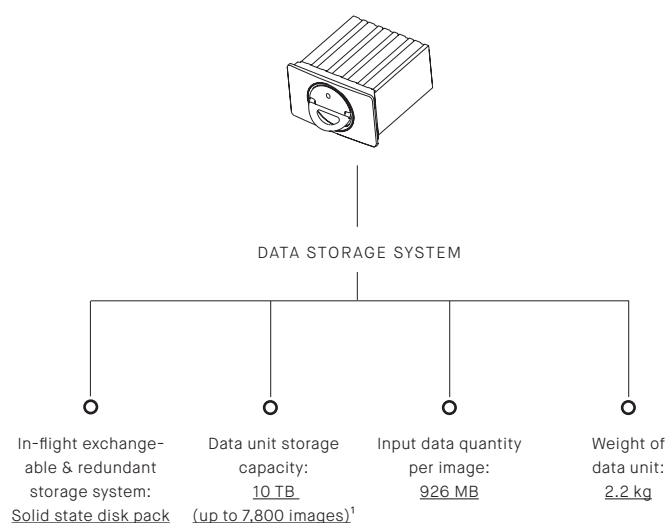 DATA STORAGE SYSTEM
In-flight exchange-
able & redundant
storage system:
Solid state disk pack
Data unit storage
capacity:
10 TB
(up to 7,800 images)¹
Input data quantity
per image:
926 MB
Weight of
data unit:
2.2 kg